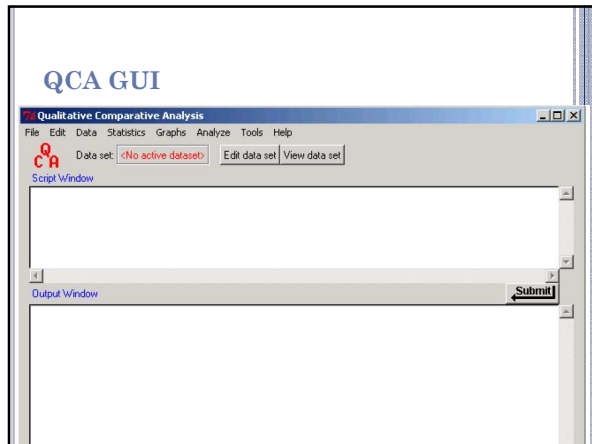 QCA GUI
Qualitative Comparative Analysis
File Edit Data Statistics Graphs Analyze Tools Help
QCA Data set: <No active dataset> Edit data set View data set
Script Window
Output Window Submit